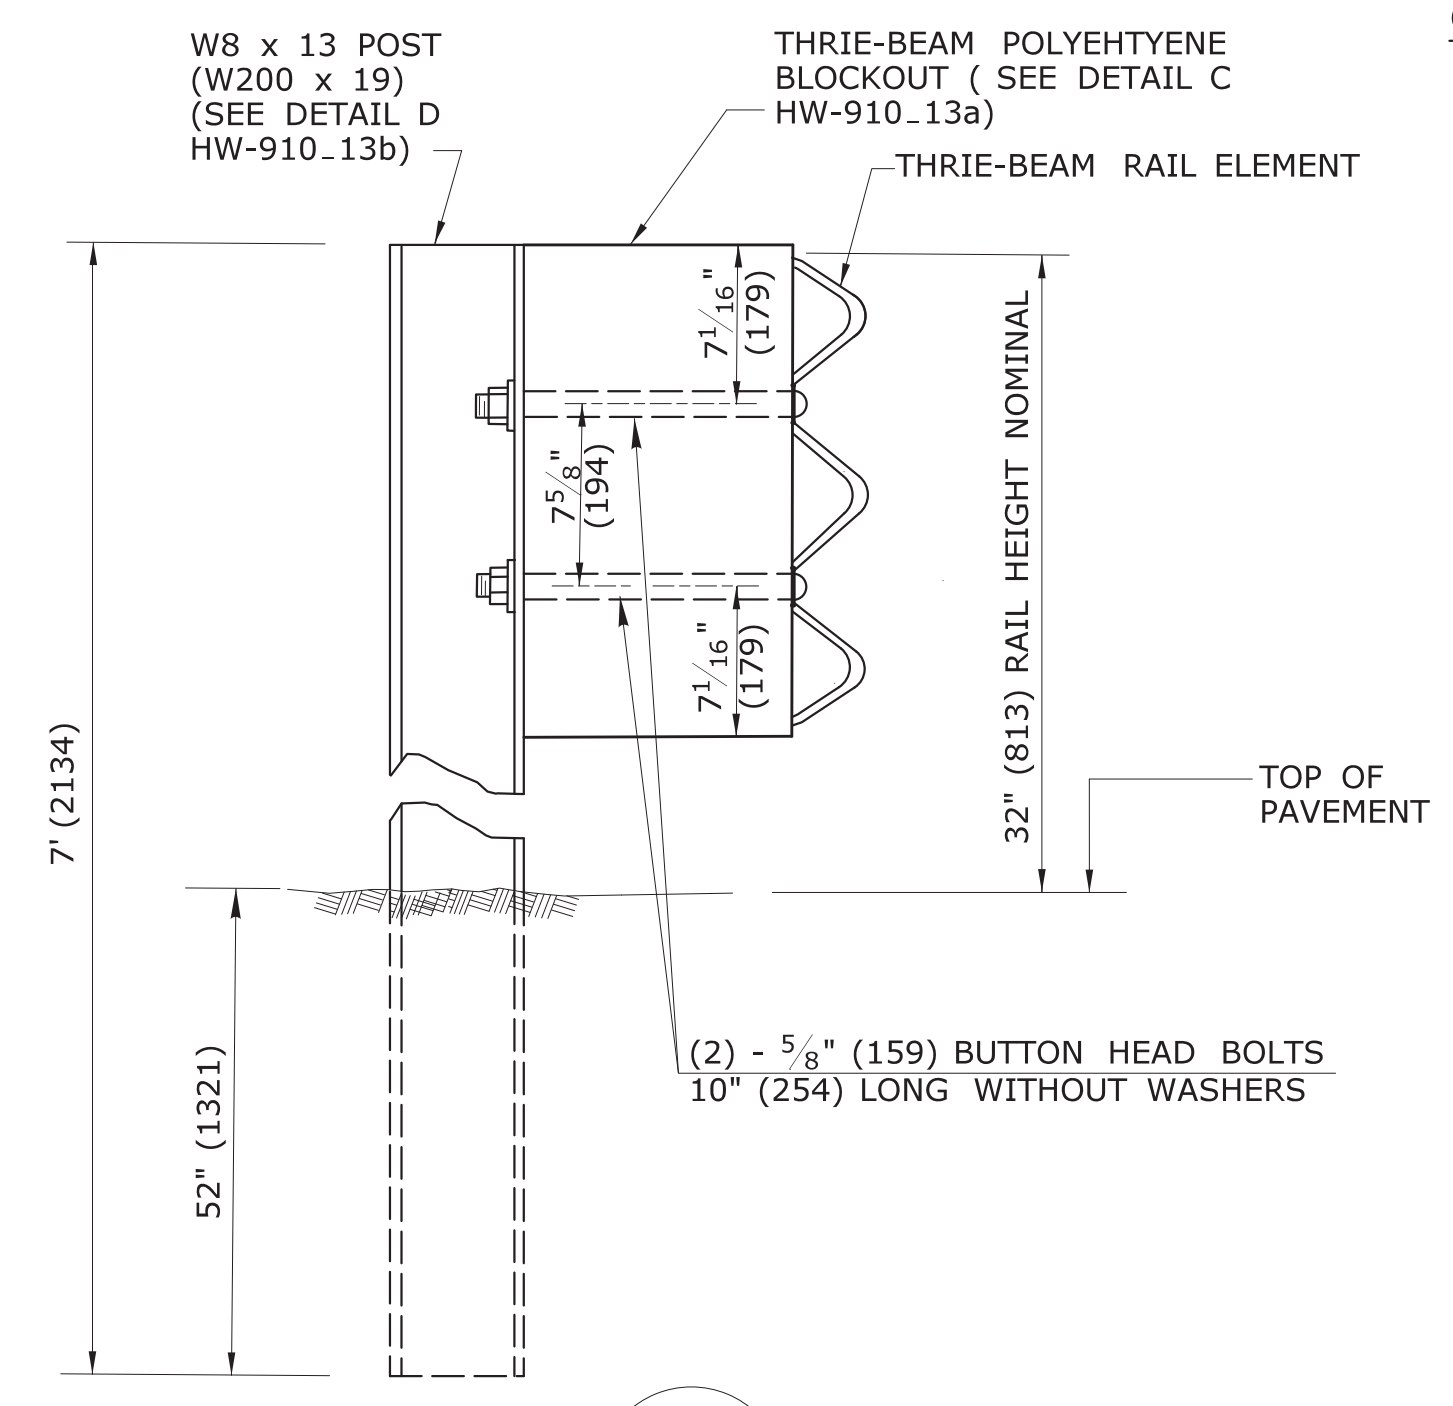 W8 x 13 POST
(W200 x 19)
(SEE DETAIL D
HW-910_13b)
THRIE-BEAM POLYEHTYENE
BLOCKOUT ( SEE DETAIL C
HW-910_13a)
THRIE-BEAM RAIL ELEMENT
7 1/16"
(179)
7 5/8"
(194)
7 1/16"
(179)
32" (813) RAIL HEIGHT NOMINAL
7' (2134)
TOP OF
PAVEMENT
52" (1321)
(2) - 5/8" (159) BUTTON HEAD BOLTS
10" (254) LONG WITHOUT WASHERS